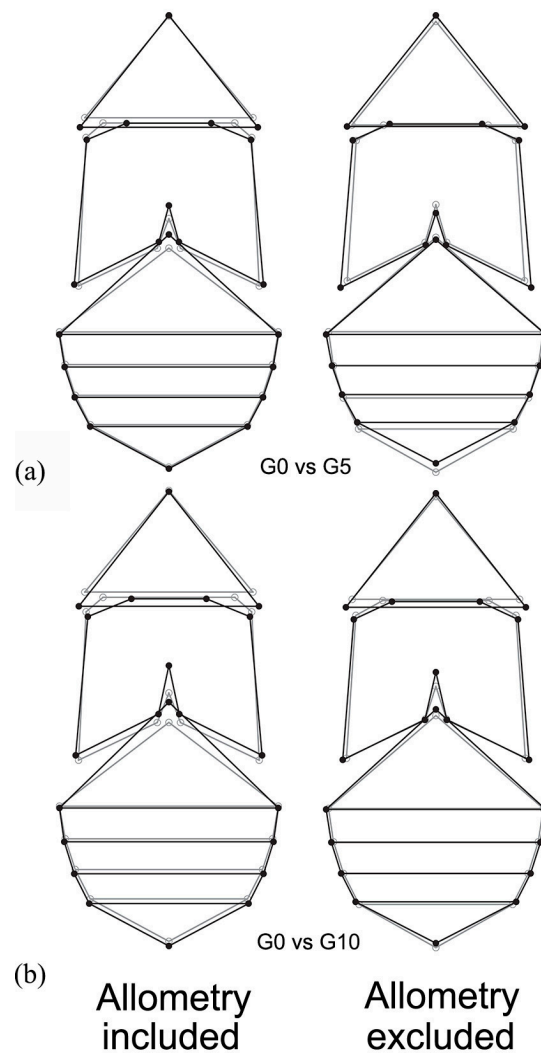 (a)
G0 vs G5
(b)
G0 vs G10
Allometry included
Allometry excluded